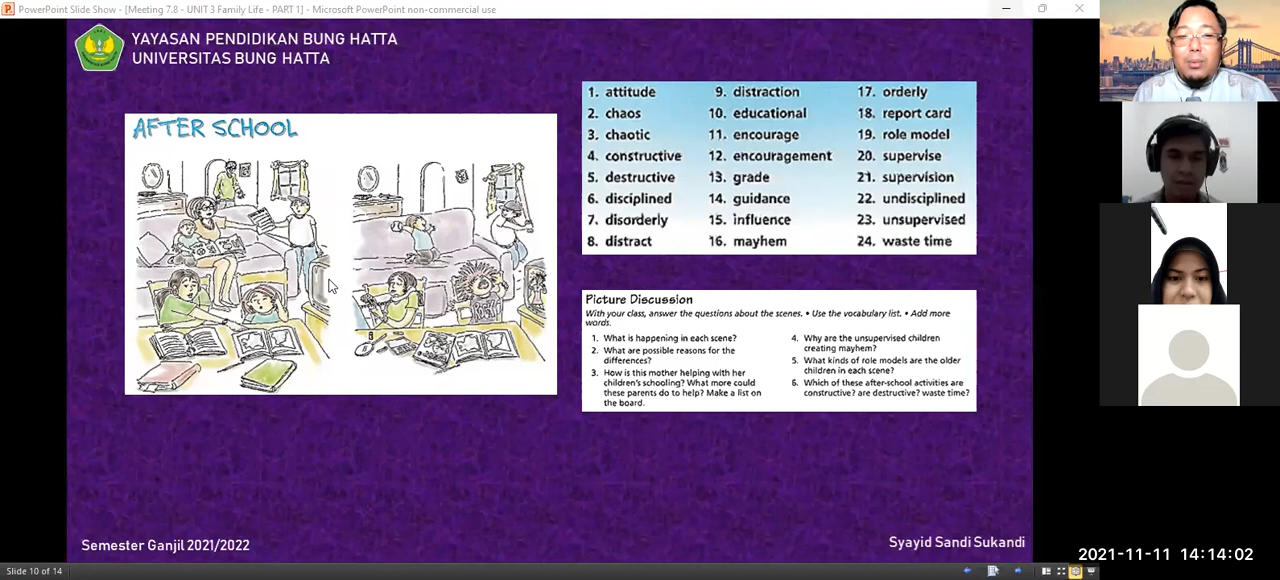 PowerPoint Slide Show - [Meeting 7.8 - UNIT 3 Family Life - PART 1] - Microsoft PowerPoint non-commercial use
YAYASAN PENDIDIKAN BUNG HATTA
UNIVERSITAS BUNG HATTA
AFTER SCHOOL
1. attitude
2. chaos
3. chaotic
4. constructive
5. destructive
6. disciplined
7. disorderly
8. distract
9. distraction
10. educational
11. encourage
12. encouragement
13. grade
14. guidance
15. influence
16. mayhem
17. orderly
18. report card
19. role model
20. supervise
21. supervision
22. undisciplined
23. unsupervised
24. waste time
Picture Discussion
With your class, answer the questions about the scenes. • Use the vocabulary list. • Add more
words.
1. What is happening in each scene?
2. What are possible reasons for the
differences?
3. How is this mother helping with her
children's schooling? What more could
these parents do to help? Make a list on
the board.
4. Why are the unsupervised children
creating mayhem?
5. What kinds of role models are the older
children in each scene?
6. Which of these after-school activities are
constructive? are destructive? waste time?
Semester Ganjil 2021/2022
Syayid Sandi Sukandi
2021-11-11 14:14:02
Slide 10 of 14